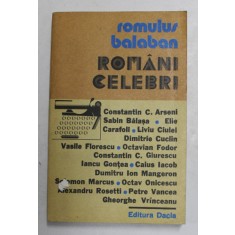 romulus
balaban
ROMÂNI
CELEBRI
Constantin C. Arseni
Sabin Bălașa • Elie
Carafoli • Liviu Ciulei
Dimitrie Cuclin
Vasile Florescu • Octavian Fodor
Constantin C. Giurescu
Iancu Gonțea • Caius Iacob
Dumitru Ion Mangeron
Solomon Marcus • Octav Onicescu
Alexandru Rosetti • Petre Vancea
Gheorghe Vrînceanu
Editura Dacia